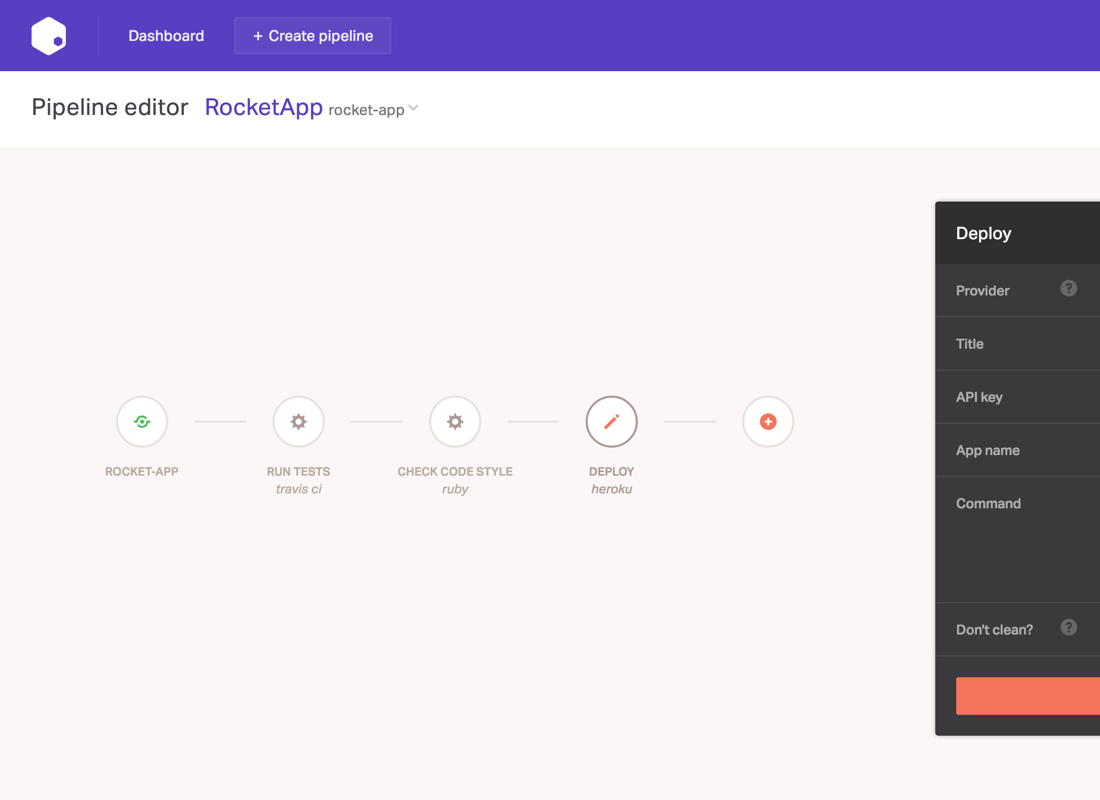 Dashboard
+ Create pipeline
Pipeline editor RocketApp rocket-app
Deploy
Provider ?
Title
API key
App name
Command
Don't clean? ?
ROCKET-APP
RUN TESTS
travis ci
CHECK CODE STYLE
ruby
DEPLOY
heroku